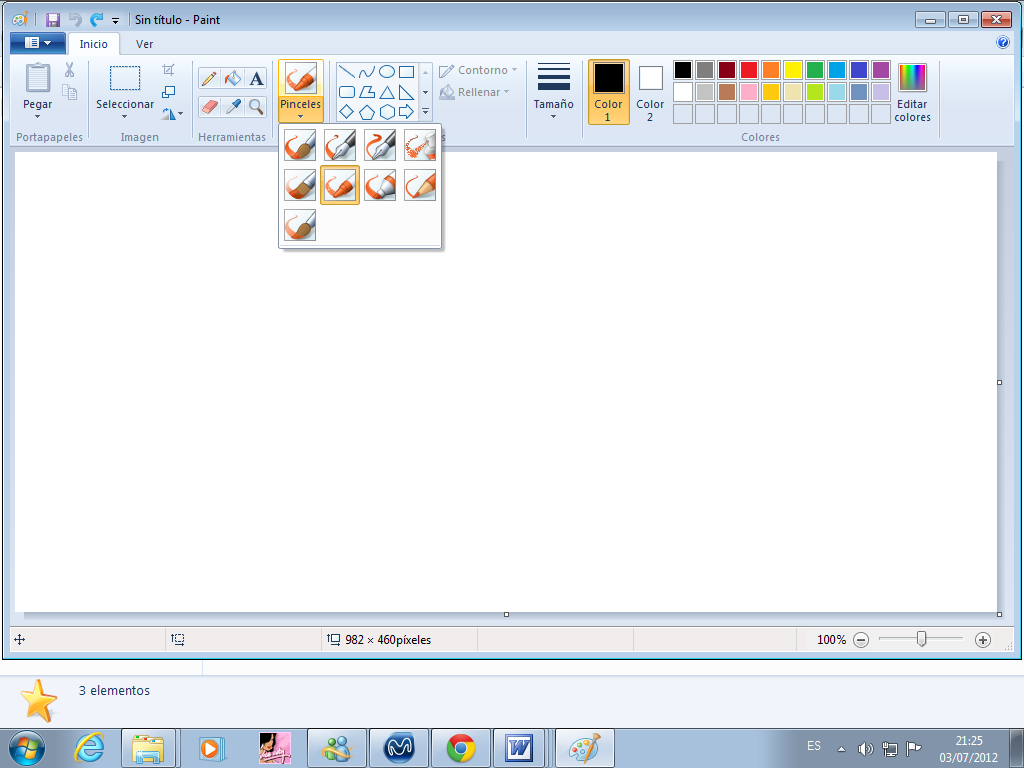 Sin título - Paint
Inicio
Ver
Pegar
Seleccionar
A
Pinceles
Contorno
Rellenar
Tamaño
Color
1
Color
2
Editar
colores
Portapapeles
Imagen
Herramientas
Colores
982 × 460píxeles
100%
3 elementos
W
ES
21:25
03/07/2012